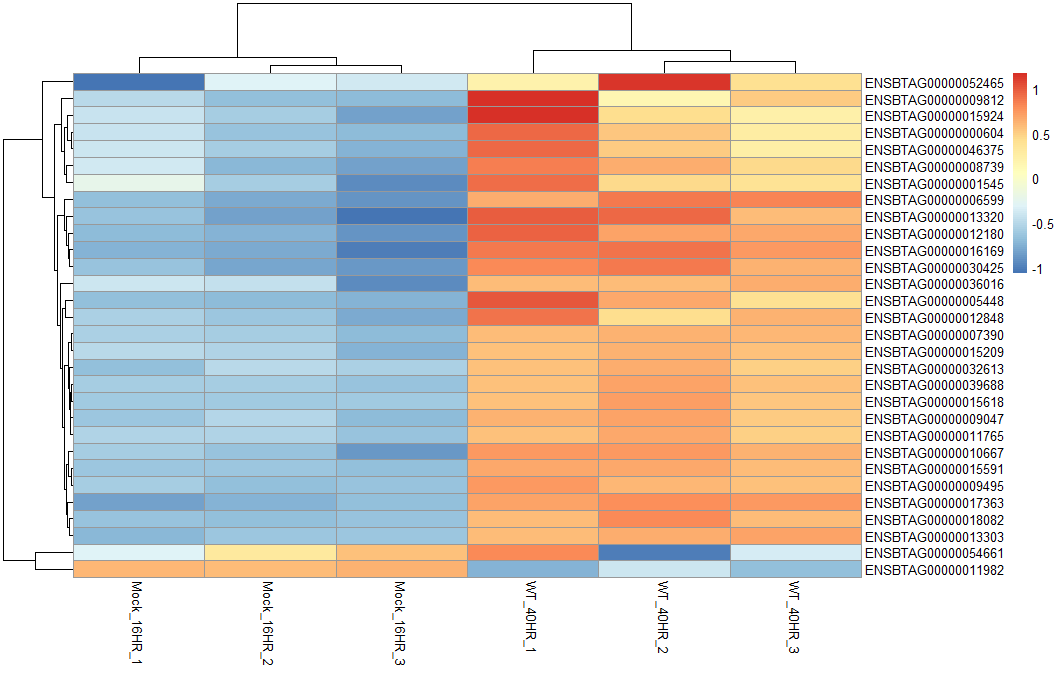 ENSBTAG00000052465
ENSBTAG00000009812
ENSBTAG00000015924
ENSBTAG00000000604
ENSBTAG00000046375
ENSBTAG00000008739
ENSBTAG00000001545
ENSBTAG00000006599
ENSBTAG00000013320
ENSBTAG00000012180
ENSBTAG00000016169
ENSBTAG00000030425
ENSBTAG00000036016
ENSBTAG00000005448
ENSBTAG00000012848
ENSBTAG00000007390
ENSBTAG00000015209
ENSBTAG00000032613
ENSBTAG00000039688
ENSBTAG00000015618
ENSBTAG00000009047
ENSBTAG00000011765
ENSBTAG00000010667
ENSBTAG00000015591
ENSBTAG00000009495
ENSBTAG00000017363
ENSBTAG00000018082
ENSBTAG00000013303
ENSBTAG00000054661
ENSBTAG00000011982
1
0.5
0
-0.5
-1
Mock_16HR_1
Mock_16HR_2
Mock_16HR_3
WT_40HR_1
WT_40HR_2
WT_40HR_3